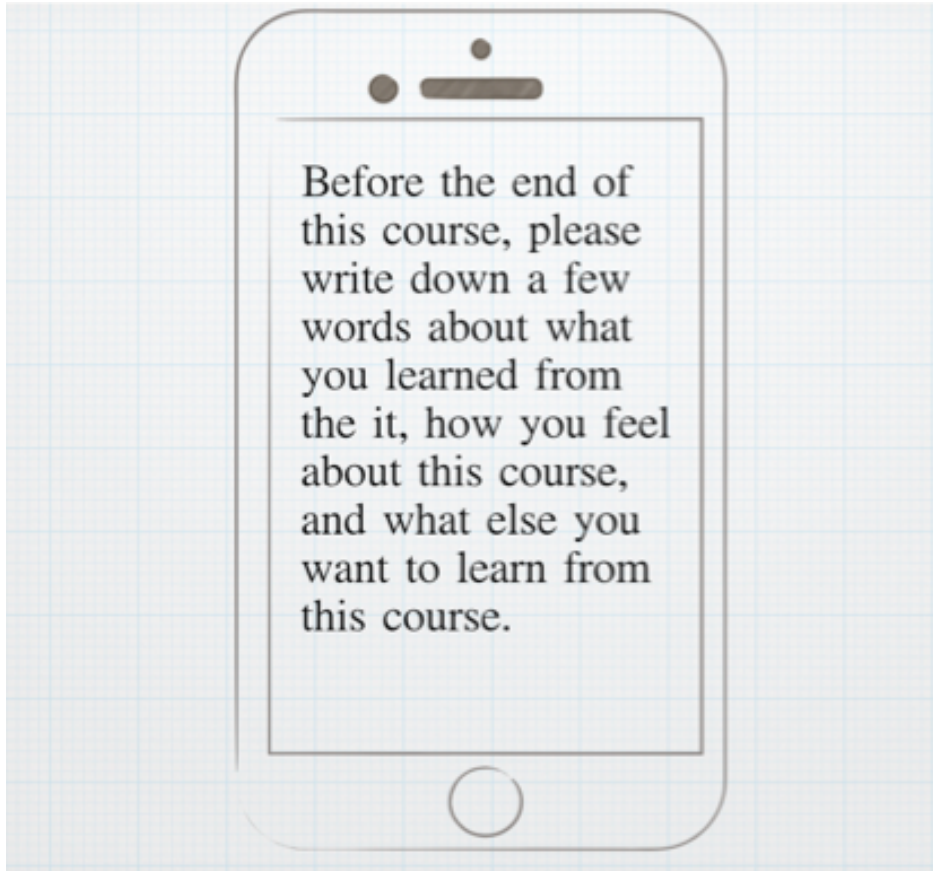 Before the end of
this course, please
write down a few
words about what
you learned from
the it, how you feel
about this course,
and what else you
want to learn from
this course.